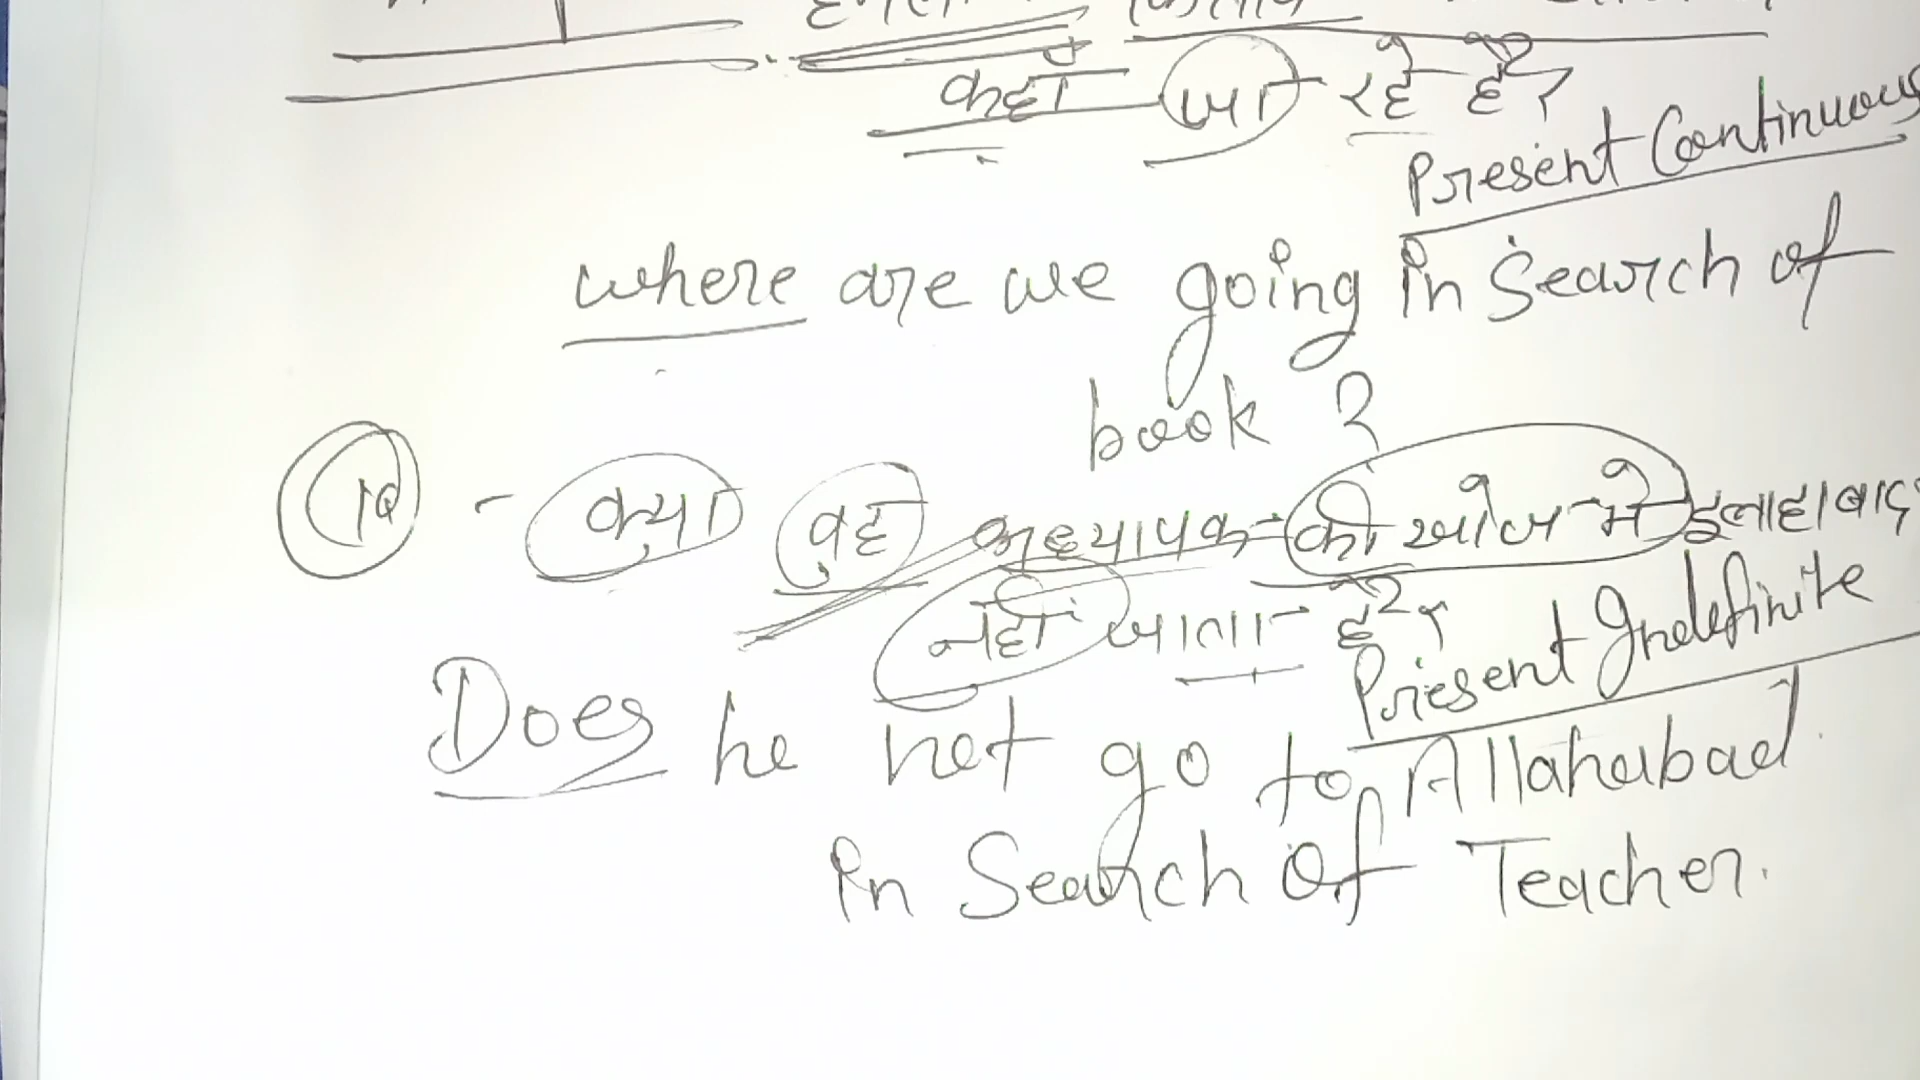 कहाँ जा रहे हैं?
Present Continuous
where are we going in Search of
book ?
क्या वह अध्यापक की खोज में इलाहाबाद
नहीं जाता है?
Present Indefinite
Does he not go to Allahabad
in Search of Teacher.